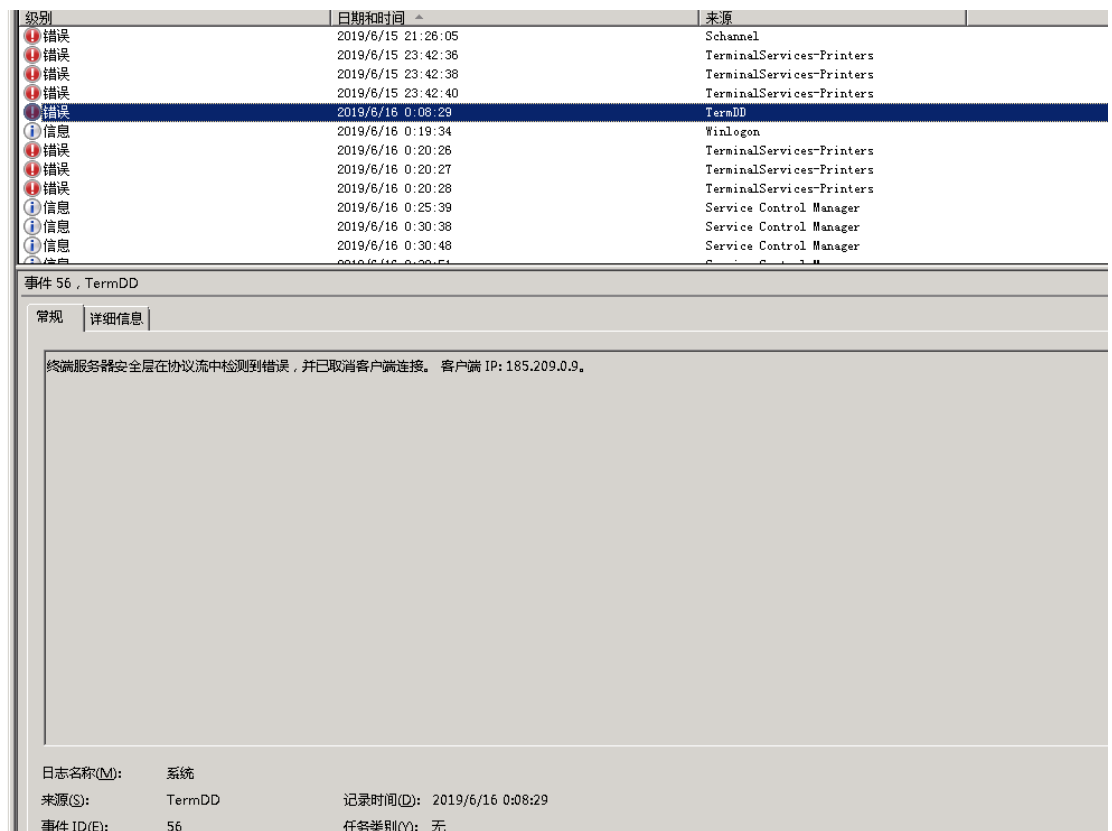 级别 日期和时间 来源
错误 2019/6/15 21:26:05 Schannel
错误 2019/6/15 23:42:36 TerminalServices-Printers
错误 2019/6/15 23:42:38 TerminalServices-Printers
错误 2019/6/15 23:42:40 TerminalServices-Printers
错误 2019/6/16 0:08:29 TermDD
信息 2019/6/16 0:19:34 Winlogon
错误 2019/6/16 0:20:26 TerminalServices-Printers
错误 2019/6/16 0:20:27 TerminalServices-Printers
错误 2019/6/16 0:20:28 TerminalServices-Printers
信息 2019/6/16 0:25:39 Service Control Manager
信息 2019/6/16 0:30:38 Service Control Manager
信息 2019/6/16 0:30:48 Service Control Manager
事件 56，TermDD
常规 详细信息
终端服务器安全层在协议流中检测到错误，并已取消客户端连接。 客户端 IP: 185.209.0.9。
日志名称(M): 系统
来源(S): TermDD 记录时间(D): 2019/6/16 0:08:29
事件 ID(E): 56 任务类别(Y): 无